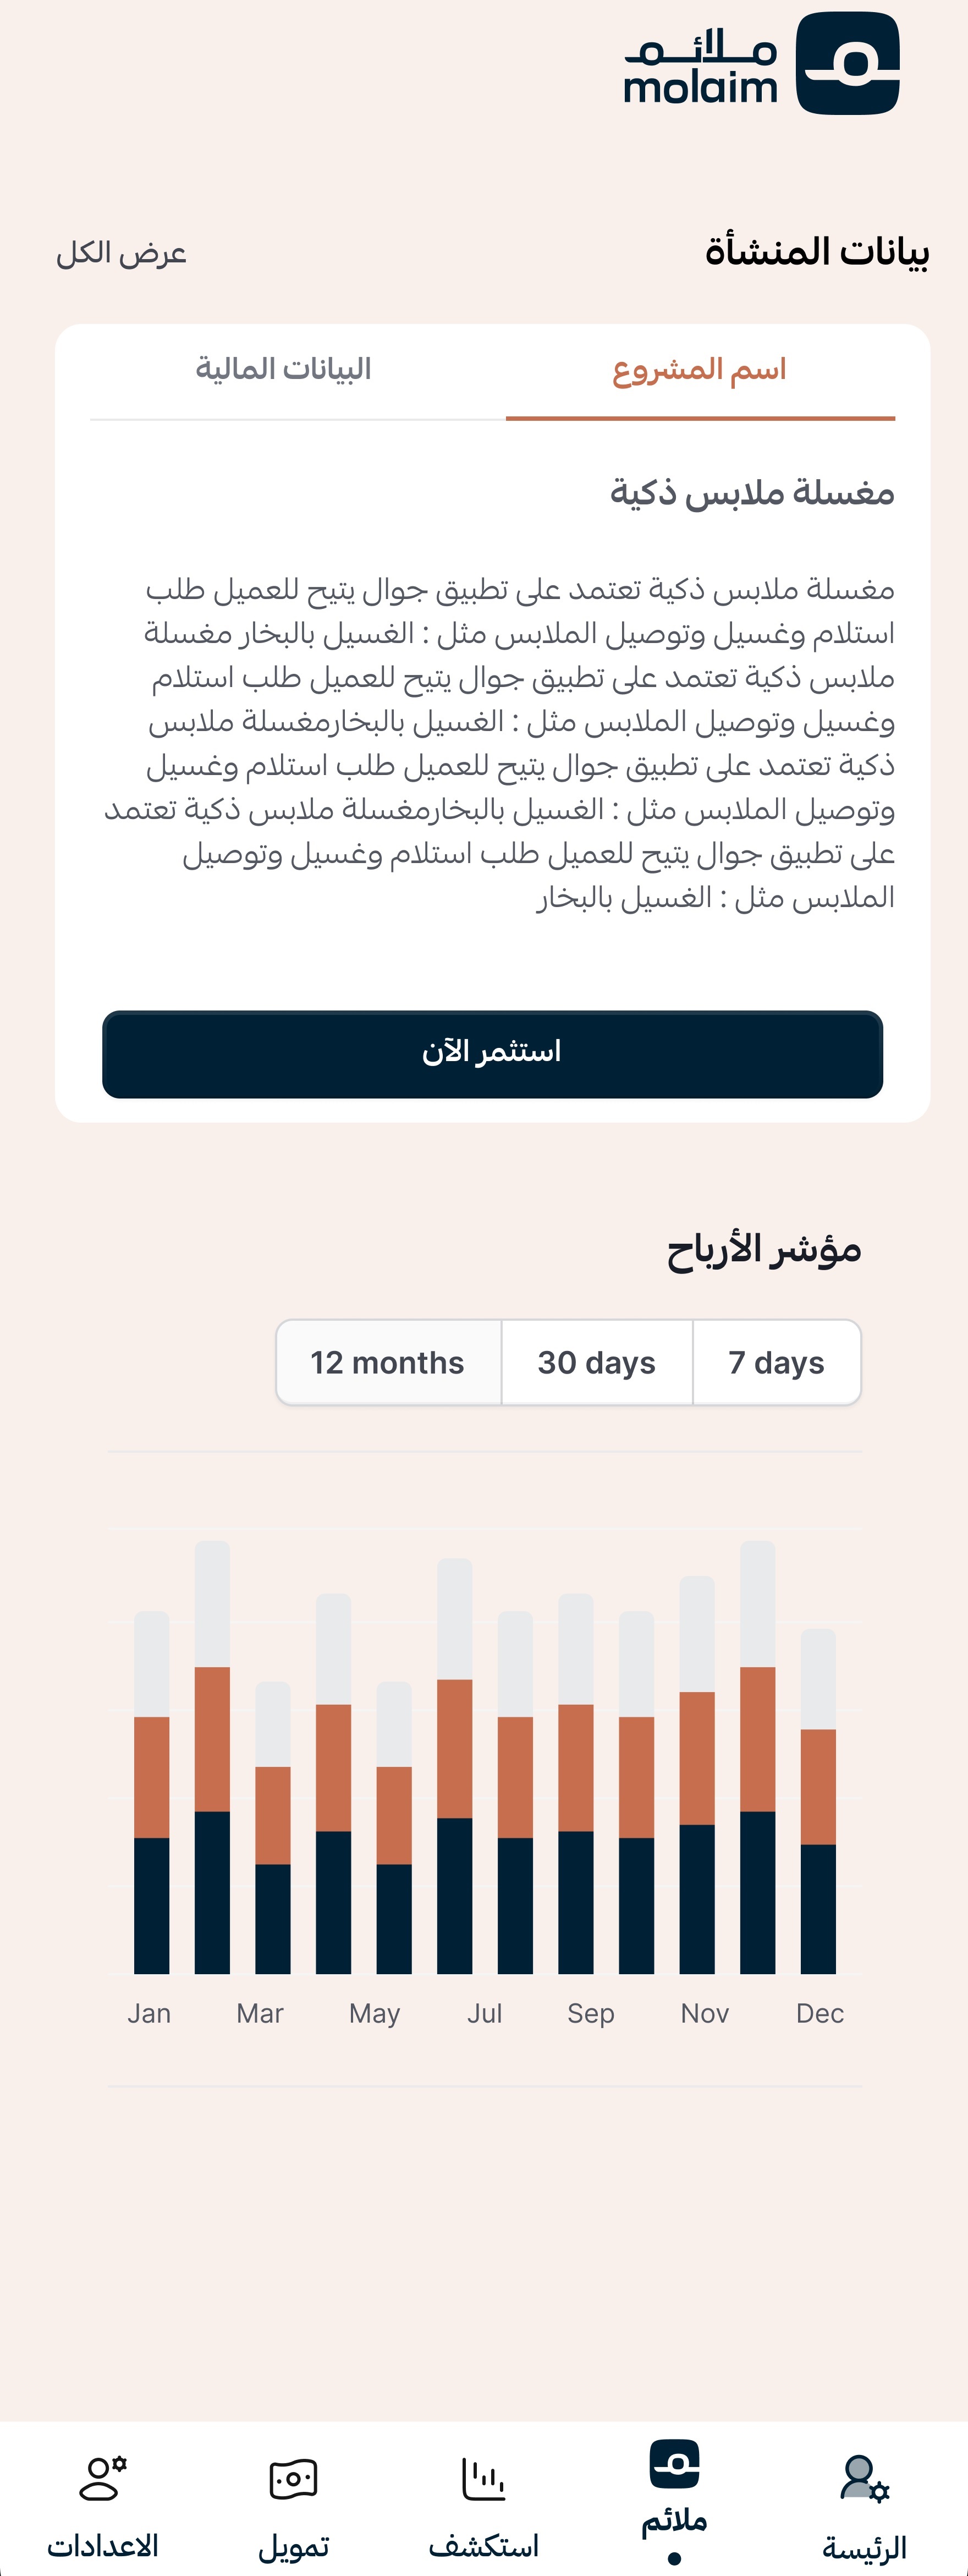 ملائم
molaim
بيانات المنشأة
عرض الكل
اسم المشروع
البيانات المالية
مغسلة ملابس ذكية
مغسلة ملابس ذكية تعتمد على تطبيق جوال يتيح للعميل طلب
استلام وغسيل وتوصيل الملابس مثل : الغسيل بالبخار مغسلة
ملابس ذكية تعتمد على تطبيق جوال يتيح للعميل طلب استلام
وغسيل وتوصيل الملابس مثل : الغسيل بالبخارمغسلة ملابس
ذكية تعتمد على تطبيق جوال يتيح للعميل طلب استلام وغسيل
وتوصيل الملابس مثل : الغسيل بالبخارمغسلة ملابس ذكية تعتمد
على تطبيق جوال يتيح للعميل طلب استلام وغسيل وتوصيل
الملابس مثل : الغسيل بالبخار
استثمر الآن
مؤشر الأرباح
12 months 30 days 7 days
Jan Mar May Jul Sep Nov Dec
الرئيسة
ملائم
استكشف
تمويل
الاعدادات